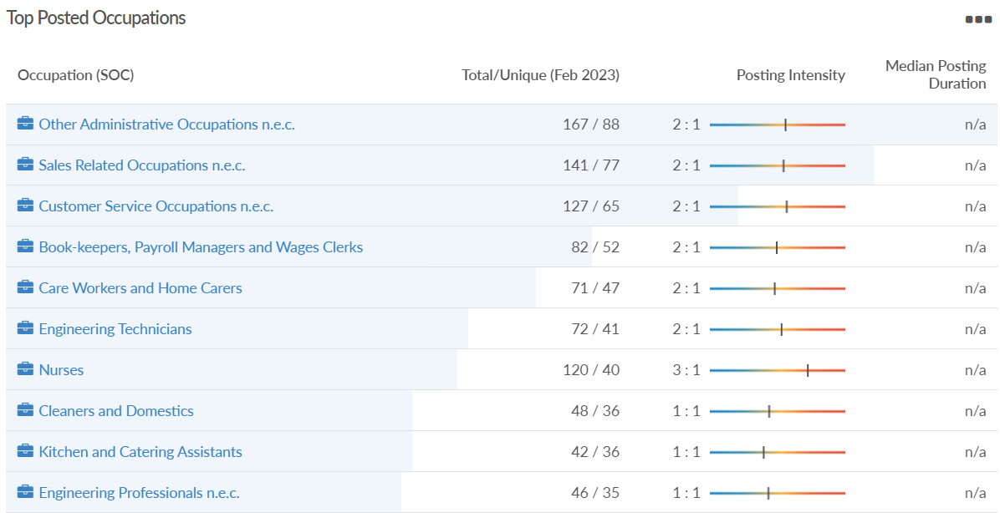 Top Posted Occupations
Occupation (SOC) Total/Unique (Feb 2023) Posting Intensity Median Posting Duration
Other Administrative Occupations n.e.c. 167 / 88 2 : 1 n/a
Sales Related Occupations n.e.c. 141 / 77 2 : 1 n/a
Customer Service Occupations n.e.c. 127 / 65 2 : 1 n/a
Book-keepers, Payroll Managers and Wages Clerks 82 / 52 2 : 1 n/a
Care Workers and Home Carers 71 / 47 2 : 1 n/a
Engineering Technicians 72 / 41 2 : 1 n/a
Nurses 120 / 40 3 : 1 n/a
Cleaners and Domestics 48 / 36 1 : 1 n/a
Kitchen and Catering Assistants 42 / 36 1 : 1 n/a
Engineering Professionals n.e.c. 46 / 35 1 : 1 n/a